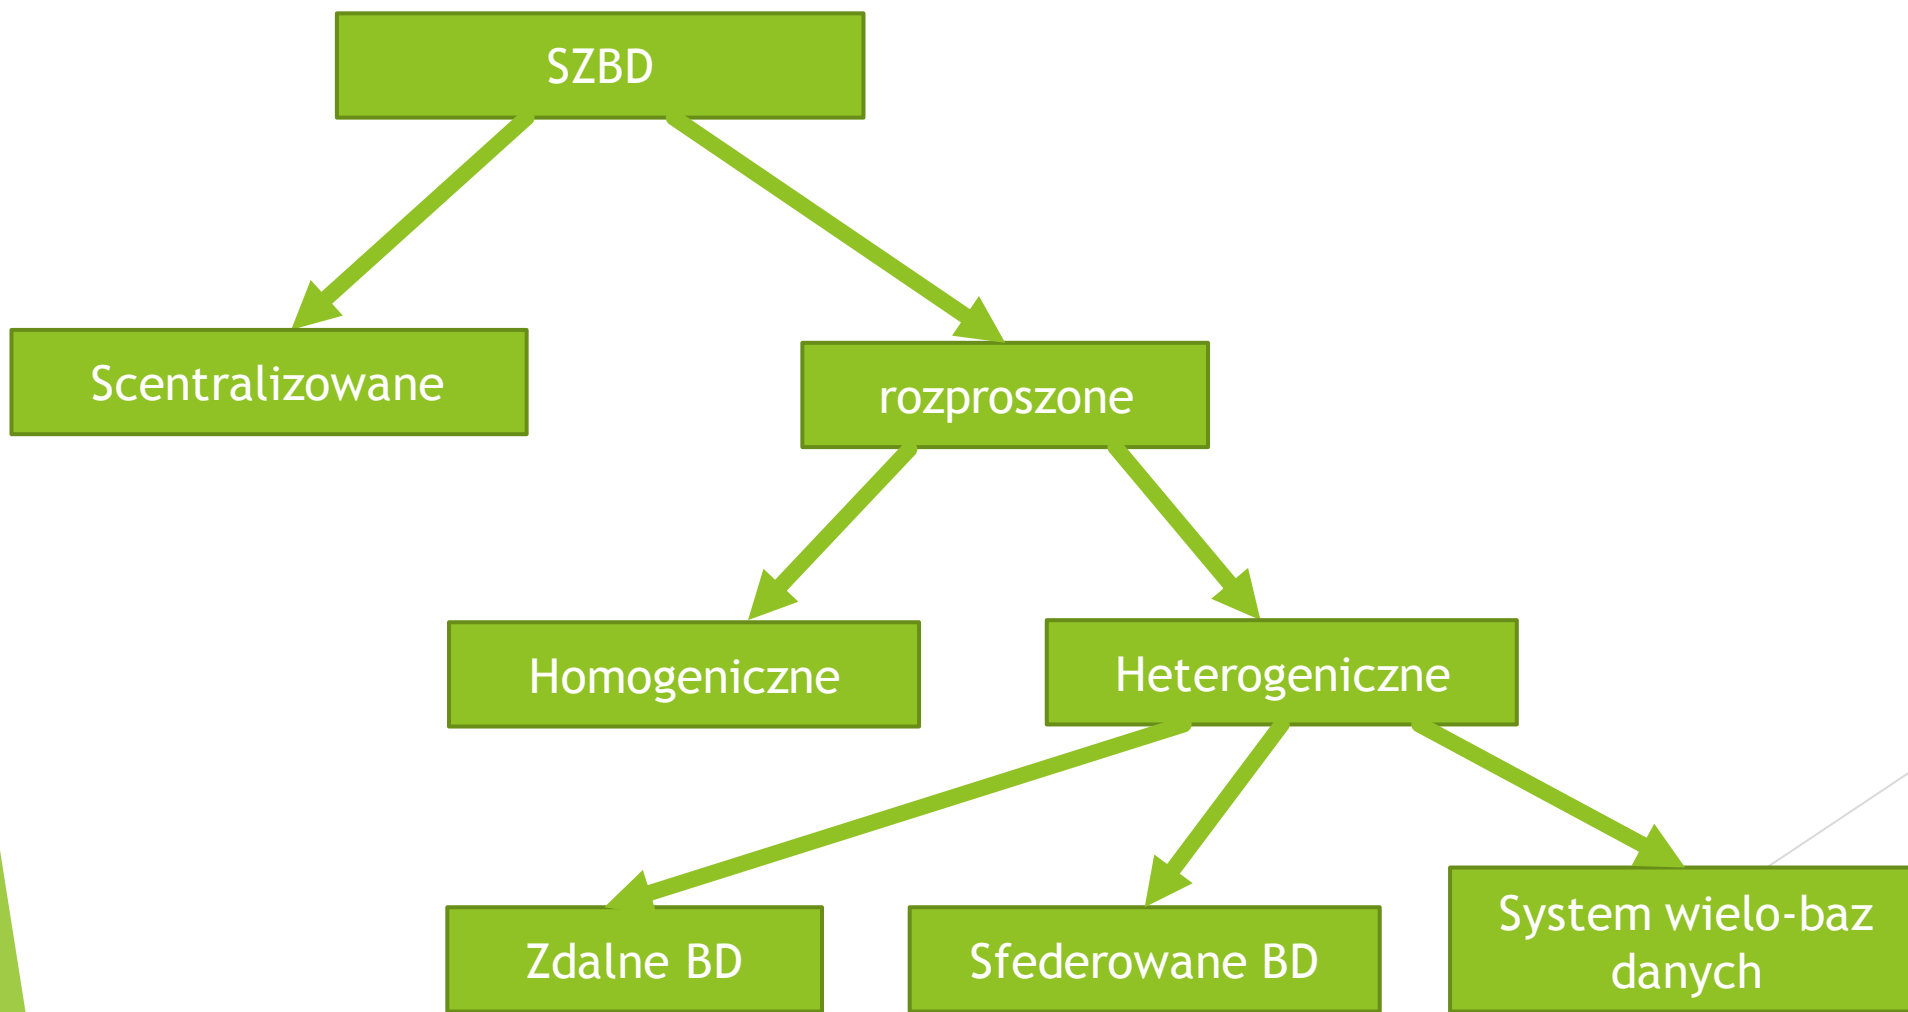 SZBD
Scentralizowane
rozproszone
Homogeniczne
Heterogeniczne
Zdalne BD
Sfederowane BD
System wielo-baz
danych